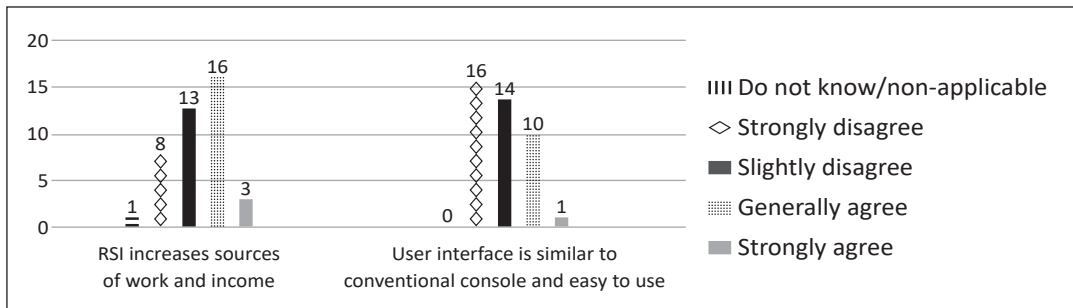 20
15
10
5
0
1
8
13
16
3
0
16
14
10
1
RSI increases sources
of work and income
User interface is similar to
conventional console and easy to use
Do not know/non-applicable
Strongly disagree
Slightly disagree
Generally agree
Strongly agree